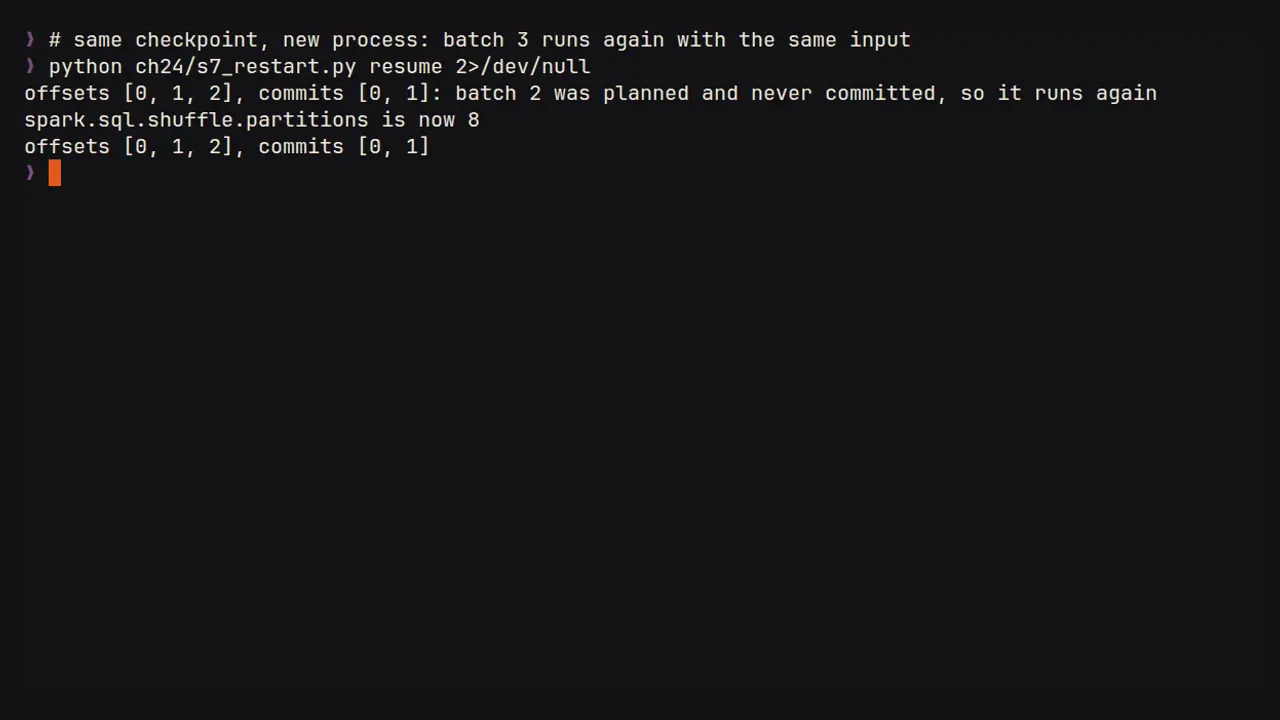 ❫ # same checkpoint, new process: batch 3 runs again with the same input
❫ python ch24/s7_restart.py resume 2>/dev/null
offsets [0, 1, 2], commits [0, 1]: batch 2 was planned and never committed, so it runs again
spark.sql.shuffle.partitions is now 8
offsets [0, 1, 2], commits [0, 1]
❫